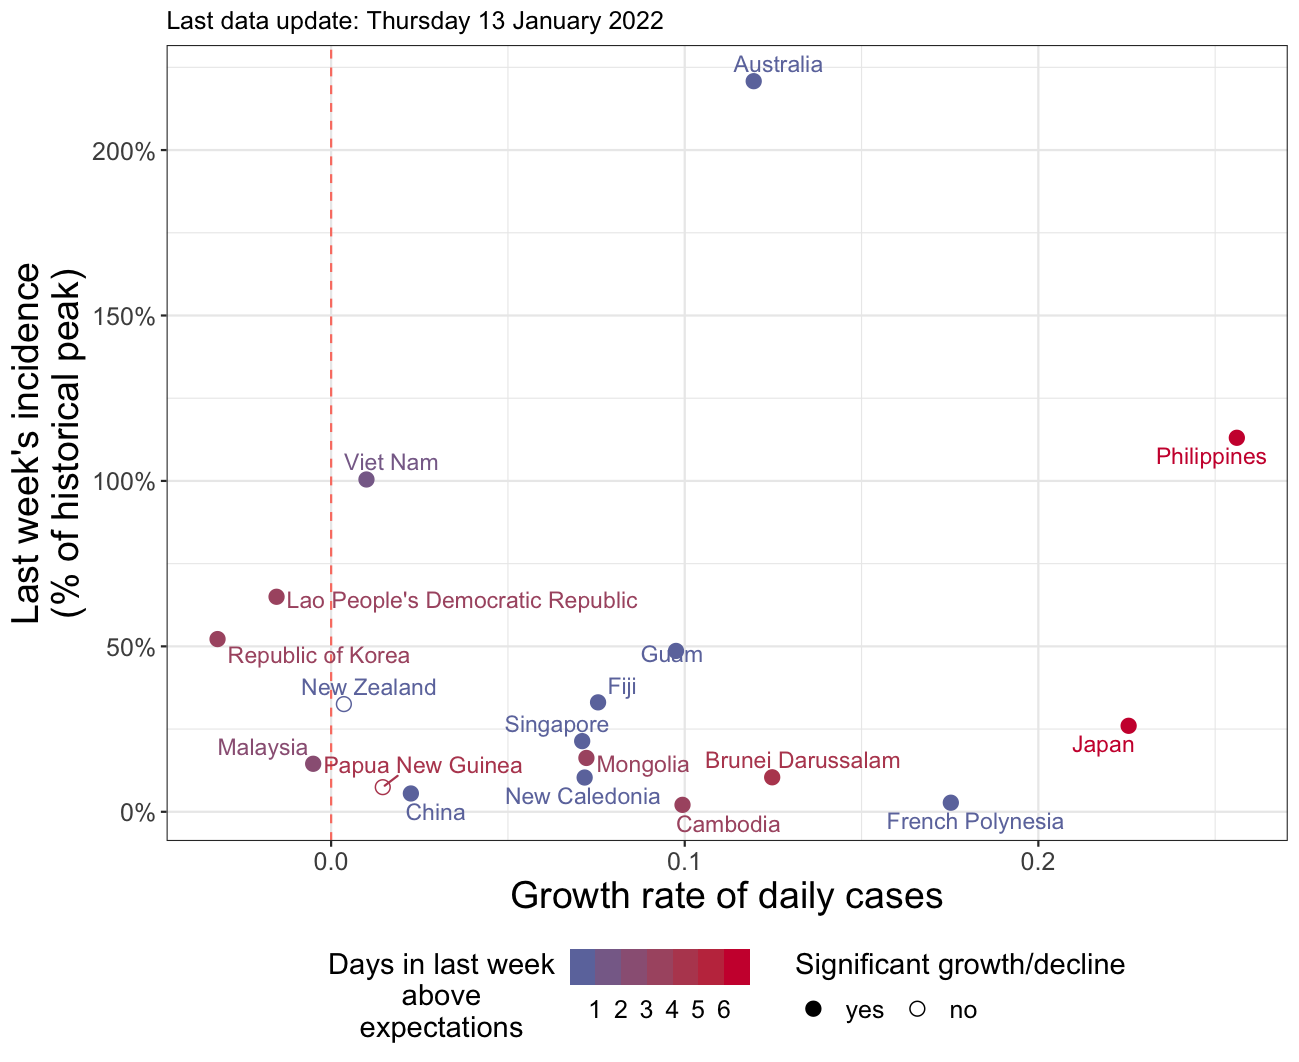 Last data update: Thursday 13 January 2022
Last week's incidence
(% of historical peak)
200%
150%
100%
50%
0%
Australia
Philippines
Viet Nam
Lao People's Democratic Republic
Republic of Korea
Guam
New Zealand
Fiji
Singapore
Japan
Malaysia
Papua New Guinea
Mongolia
Brunei Darussalam
New Caledonia
China
Cambodia
French Polynesia
0.0 0.1 0.2
Growth rate of daily cases
Days in last week
above
expectations
1 2 3 4 5 6
Significant growth/decline
yes no